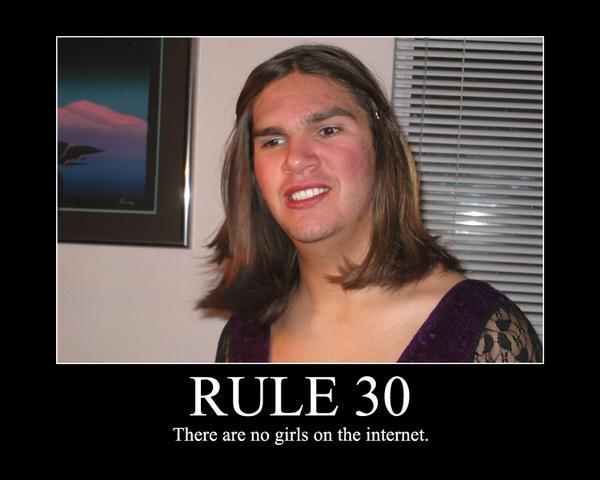 RULE 30
There are no girls on the internet.